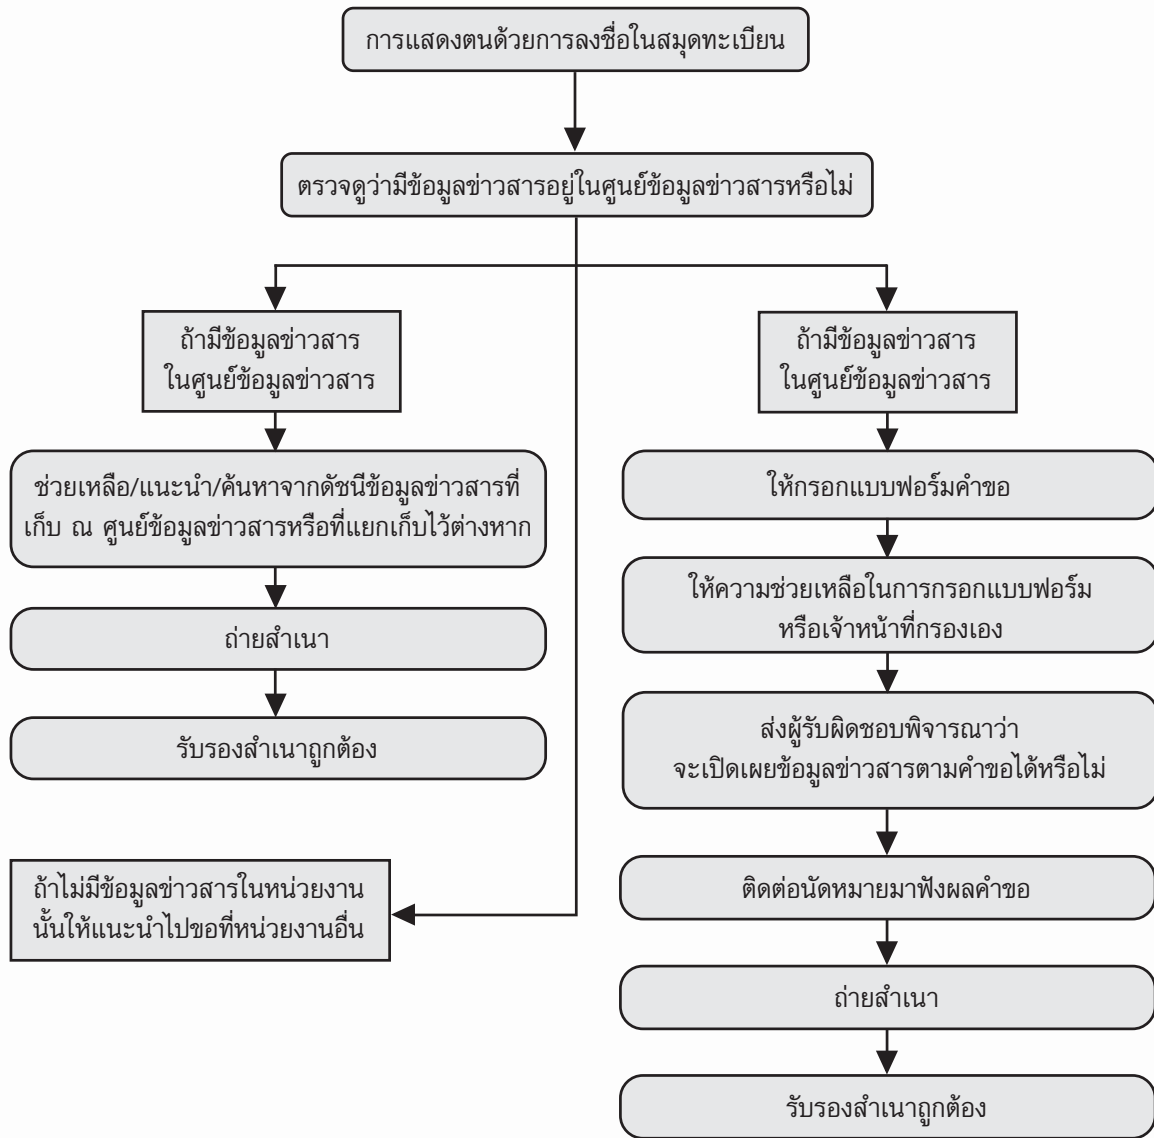 การแสดงตนด้วยการลงชื่อในสมุดทะเบียน
ตรวจดูว่ามีข้อมูลข่าวสารอยู่ในศูนย์ข้อมูลข่าวสารหรือไม่
ถ้ามีข้อมูลข่าวสาร
ในศูนย์ข้อมูลข่าวสาร
ช่วยเหลือ/แนะนำ/ค้นหาจากดัชนีข้อมูลข่าวสารที่
เก็บ ณ ศูนย์ข้อมูลข่าวสารหรือที่แยกเก็บไว้ต่างหาก
ถ่ายสำเนา
รับรองสำเนาถูกต้อง
ถ้าไม่มีข้อมูลข่าวสารในหน่วยงาน
นั้นให้แนะนำไปขอที่หน่วยงานอื่น
ถ้ามีข้อมูลข่าวสาร
ในศูนย์ข้อมูลข่าวสาร
ให้กรอกแบบฟอร์มคำขอ
ให้ความช่วยเหลือในการกรอกแบบฟอร์ม
หรือเจ้าหน้าที่กรองเอง
ส่งผู้รับผิดชอบพิจารณาว่า
จะเปิดเผยข้อมูลข่าวสารตามคำขอได้หรือไม่
ติดต่อนัดหมายมาฟังผลคำขอ
ถ่ายสำเนา
รับรองสำเนาถูกต้อง